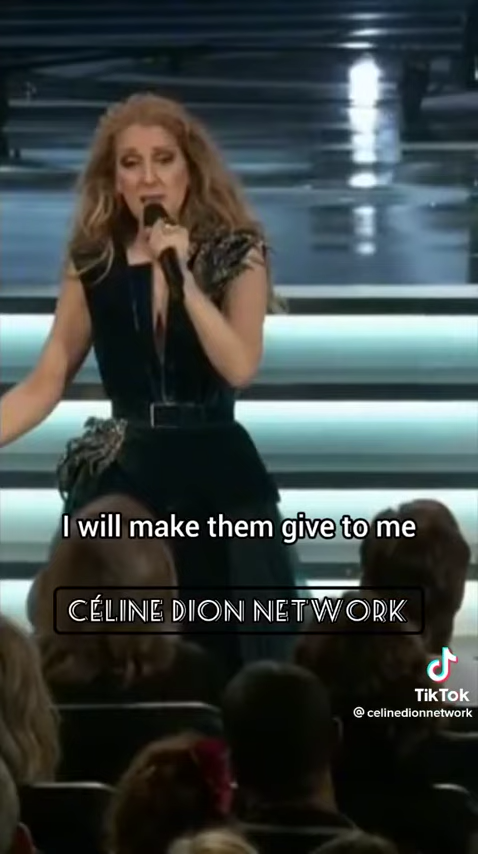 I will make them give to me
CÉLINE DION NETWORK
TikTok
@celinedionnetwork